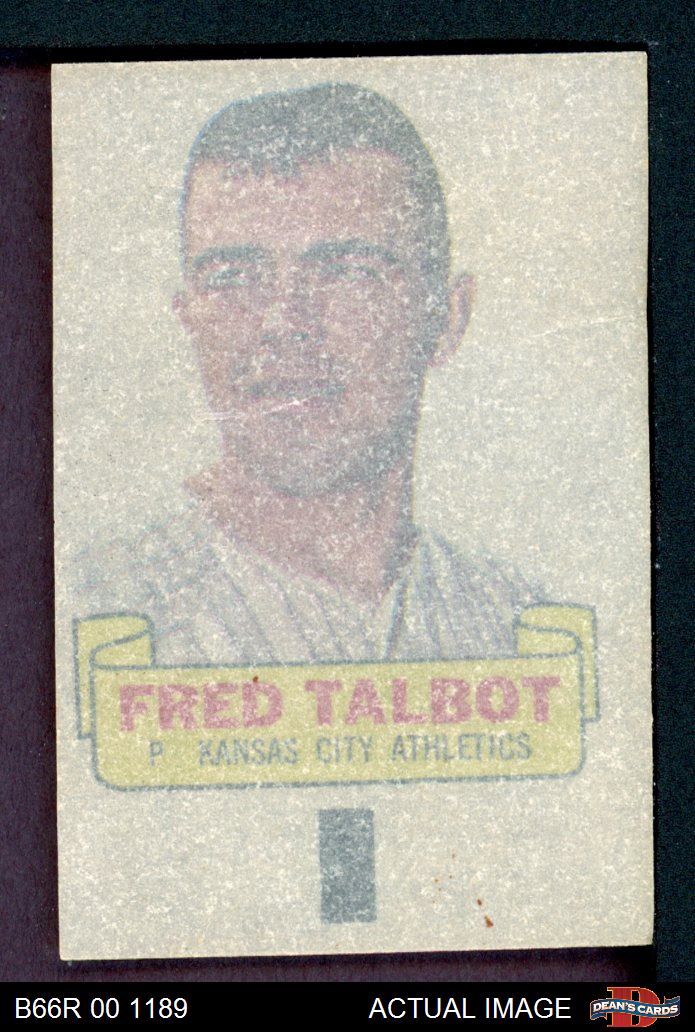 FRED TALBOT
P KANSAS CITY ATHLETICS
B66R 00 1189 ACTUAL IMAGE
D
DEAN'S CARDS